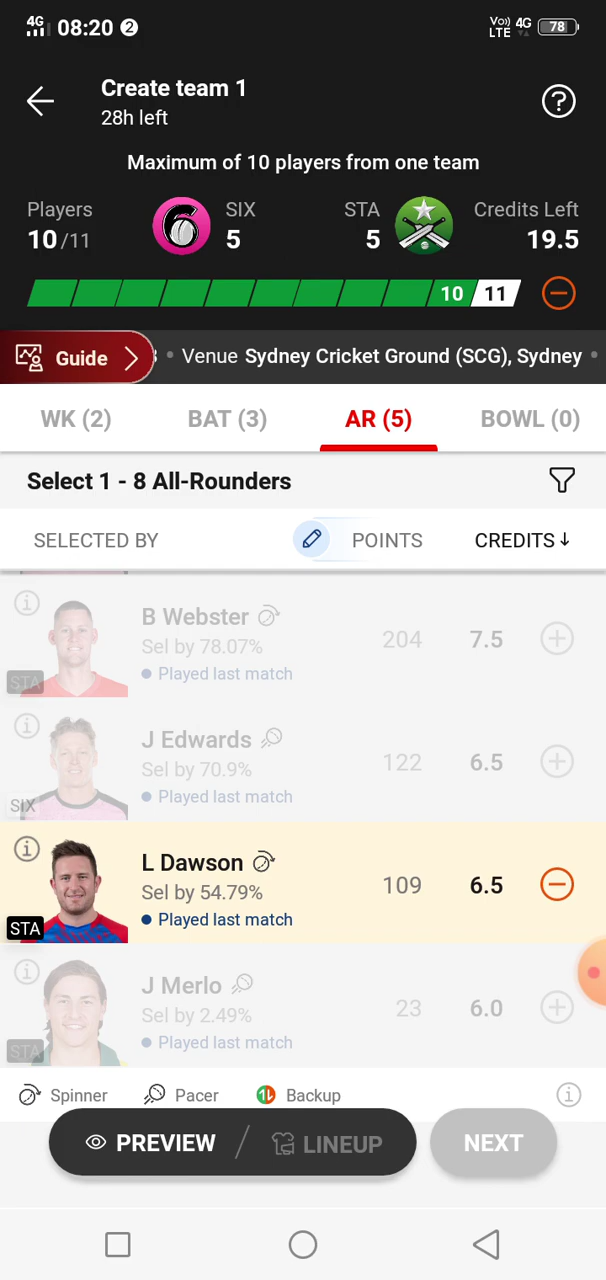 4G 08:20 2 Vo)) LTE 4G 78
Create team 1
28h left
?
Maximum of 10 players from one team
Players SIX STA Credits Left
10/11 6 5 5 19.5
10 11
Guide • Venue Sydney Cricket Ground (SCG), Sydney •
WK (2) BAT (3) AR (5) BOWL (0)
Select 1 - 8 All-Rounders
SELECTED BY POINTS CREDITS↓
B Webster
Sel by 78.07% 204 7.5
STA • Played last match
J Edwards
Sel by 70.9% 122 6.5
SIX • Played last match
L Dawson
Sel by 54.79% 109 6.5
STA • Played last match
J Merlo
Sel by 2.49% 23 6.0
STA • Played last match
Spinner Pacer Backup
PREVIEW / LINEUP NEXT